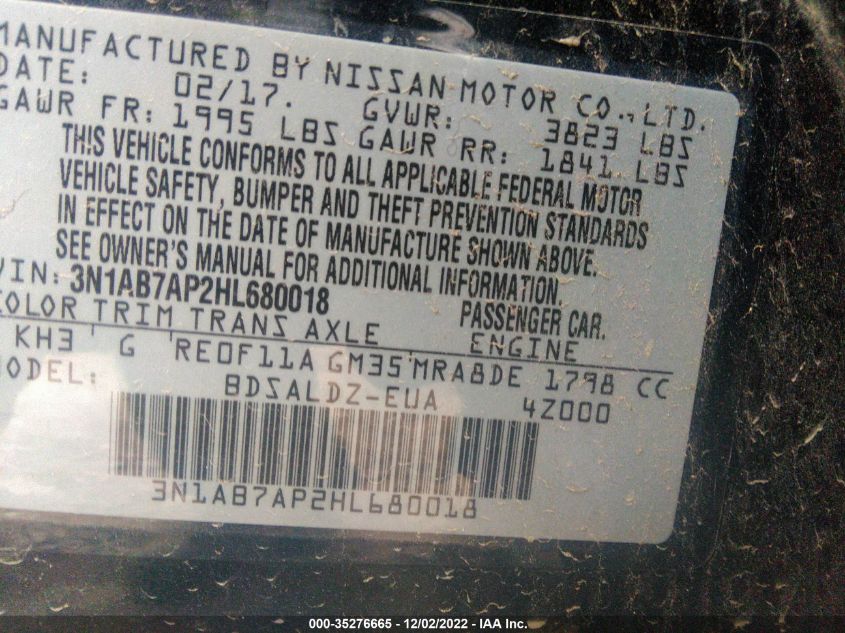 MANUFACTURED BY NISSAN MOTOR CO., LTD.
DATE: 02/17. GVWR: 3823 LBS
GAWR FR: 1995 LBS GAWR RR: 1841 LBS
THIS VEHICLE CONFORMS TO ALL APPLICABLE FEDERAL MOTOR
VEHICLE SAFETY, BUMPER AND THEFT PREVENTION STANDARDS
IN EFFECT ON THE DATE OF MANUFACTURE SHOWN ABOVE.
SEE OWNER'S MANUAL FOR ADDITIONAL INFORMATION.
VIN: 3N1AB7AP2HL680018 PASSENGER CAR.
COLOR TRIM TRANS AXLE ENGINE
KH3 G RE0F11A GM35 MRA8DE 1798 CC
MODEL: BDSALDZ-EUA 4Z000
3N1AB7AP2HL680018
000-35276665 - 12/02/2022 - IAA Inc.